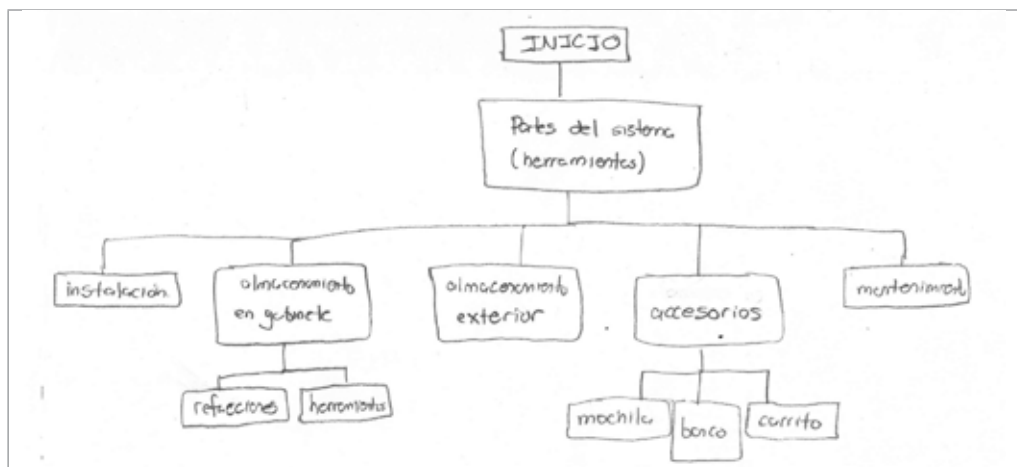 INICIO
Partes del sistema
(herramientas)
instalación
almacenamiento
en gabinete
almacenamiento
exterior
accesorios
mantenimiento
refacciones
herramientas
mochila
banco
carrito